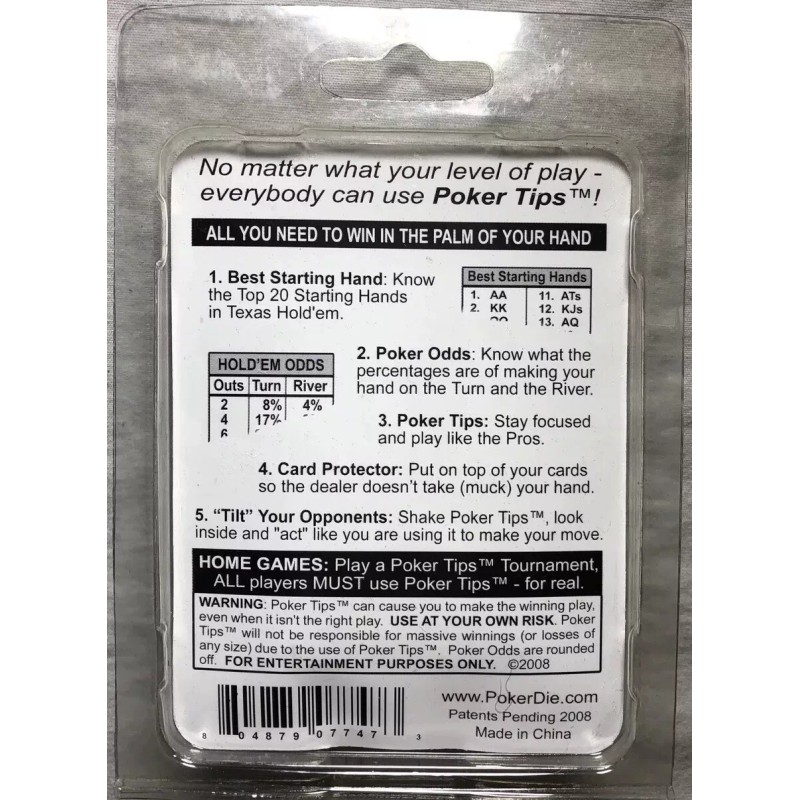 No matter what your level of play -
everybody can use Poker Tips™!
ALL YOU NEED TO WIN IN THE PALM OF YOUR HAND
1. Best Starting Hand: Know
the Top 20 Starting Hands
in Texas Hold'em.
Best Starting Hands
1. AA 11. ATs
2. KK 12. KJs
13. AQ
HOLD'EM ODDS
Outs Turn River
2 8% 4%
4 17%
6
2. Poker Odds: Know what the
percentages are of making your
hand on the Turn and the River.
3. Poker Tips: Stay focused
and play like the Pros.
4. Card Protector: Put on top of your cards
so the dealer doesn't take (muck) your hand.
5. “Tilt” Your Opponents: Shake Poker Tips™, look
inside and "act" like you are using it to make your move.
HOME GAMES: Play a Poker Tips™ Tournament,
ALL players MUST use Poker Tips™ - for real.
WARNING: Poker Tips™ can cause you to make the winning play,
even when it isn't the right play. USE AT YOUR OWN RISK. Poker
Tips™ will not be responsible for massive winnings (or losses of
any size) due to the use of Poker Tips™. Poker Odds are rounded
off. FOR ENTERTAINMENT PURPOSES ONLY. ©2008
8 04879 07747 3
www.PokerDie.com
Patents Pending 2008
Made in China